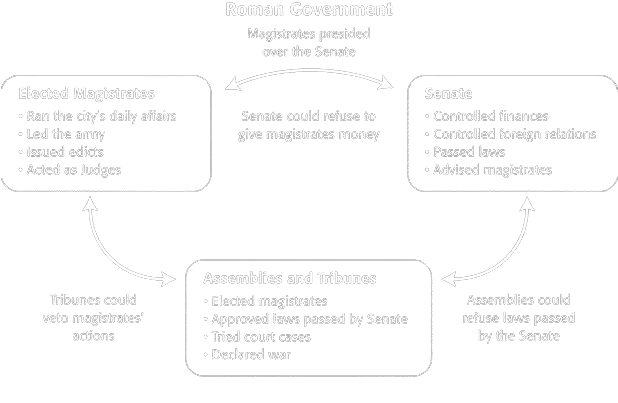 Roman Government
Magistrates presided
over the Senate
Elected Magistrates
• Ran the city's daily affairs
• Led the army
• Issued edicts
• Acted as Judges
Senate could refuse to
give magistrates money
Senate
• Controlled finances
• Controlled foreign relations
• Passed laws
• Advised magistrates
Tribunes could
veto magistrates'
actions
Assemblies and Tribunes
• Elected magistrates
• Approved laws passed by Senate
• Tried court cases
• Declared war
Assemblies could
refuse laws passed
by the Senate